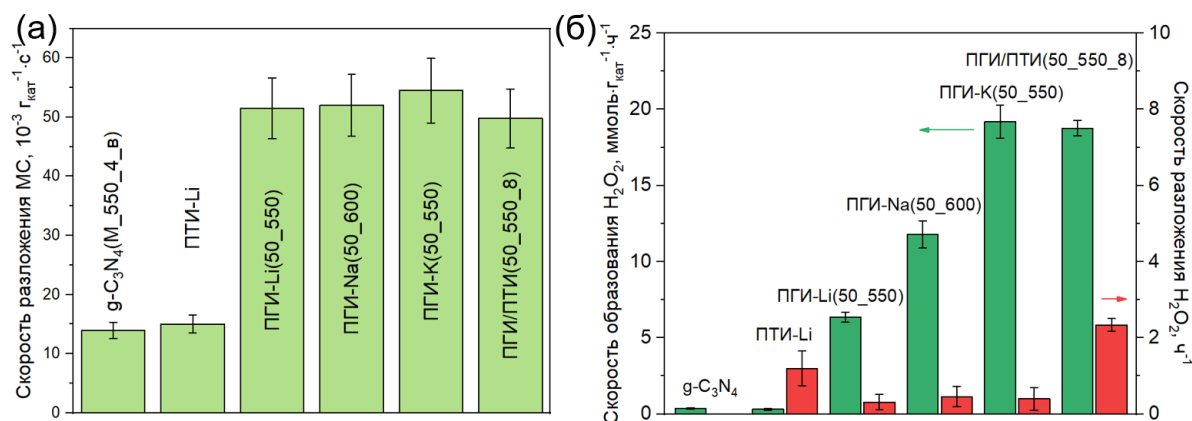 (а)
Скорость разложения МС, 10⁻³ г_кат⁻¹·с⁻¹
60
50
40
30
20
10
0
g-C₃N₄(М_550_4_в)
ПТИ-Li
ПГИ-Li(50_550)
ПГИ-Na(50_600)
ПГИ-K(50_550)
ПГИ/ПТИ(50_550_8)
(б)
Скорость образования H₂O₂, ммоль·г_кат⁻¹·ч⁻¹
25
20
15
10
5
0
g-C₃N₄
ПТИ-Li
ПГИ-Li(50_550)
ПГИ-Na(50_600)
ПГИ-K(50_550)
ПГИ/ПТИ(50_550_8)
10
8
6
4
2
0
Скорость разложения H₂O₂, ч⁻¹